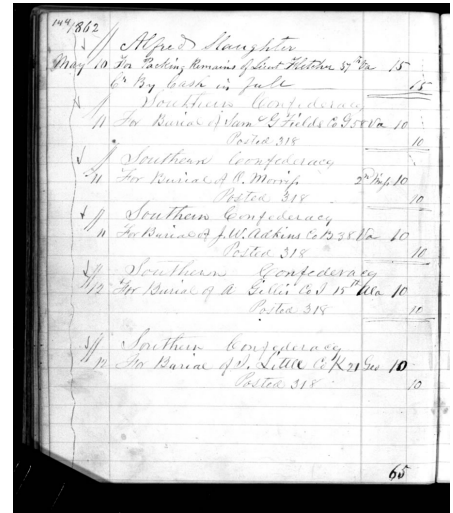 144 1862
Alfred Slaughter
May 10 For Packing Remains of Lieut Fletcher 57th Va 15
Cr By Cash in full 15
Southern Confederacy
11 For Burial of Saml G Fields Co G 58 Va 10
Posted 318 10
Southern Confederacy
11 For Burial of R. Morris 2nd Miss 10
Posted 318 10
Southern Confederacy
11 For Burial of J. W. Adkins Co B 38 Va 10
Posted 318 10
Southern Confederacy
12 For Burial of A Gillis Co I 15th Ala 10
Posted 318 10
Southern Confederacy
12 For Burial of S. Little Co K 21 Geo 10
Posted 318 10
65